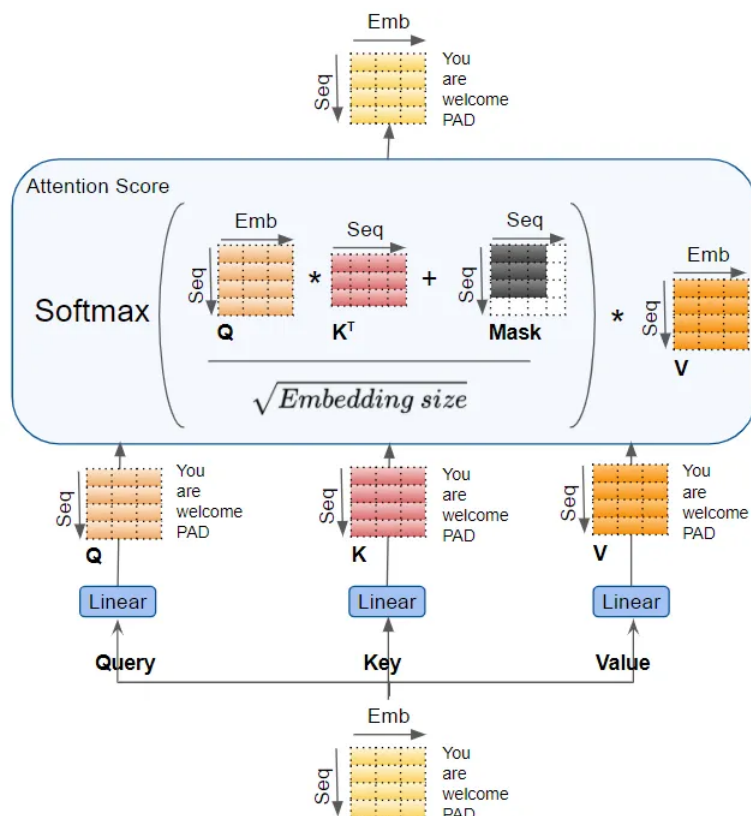 Emb
Seq
You
are
welcome
PAD
Attention Score
Softmax
Emb
Seq
Q
*
Seq
Kᵀ
+
Seq
Seq
Mask
√Embedding size
*
Emb
Seq
V
Seq
Q
You
are
welcome
PAD
Seq
K
You
are
welcome
PAD
Seq
V
You
are
welcome
PAD
Linear
Linear
Linear
Query
Key
Value
Emb
Seq
You
are
welcome
PAD